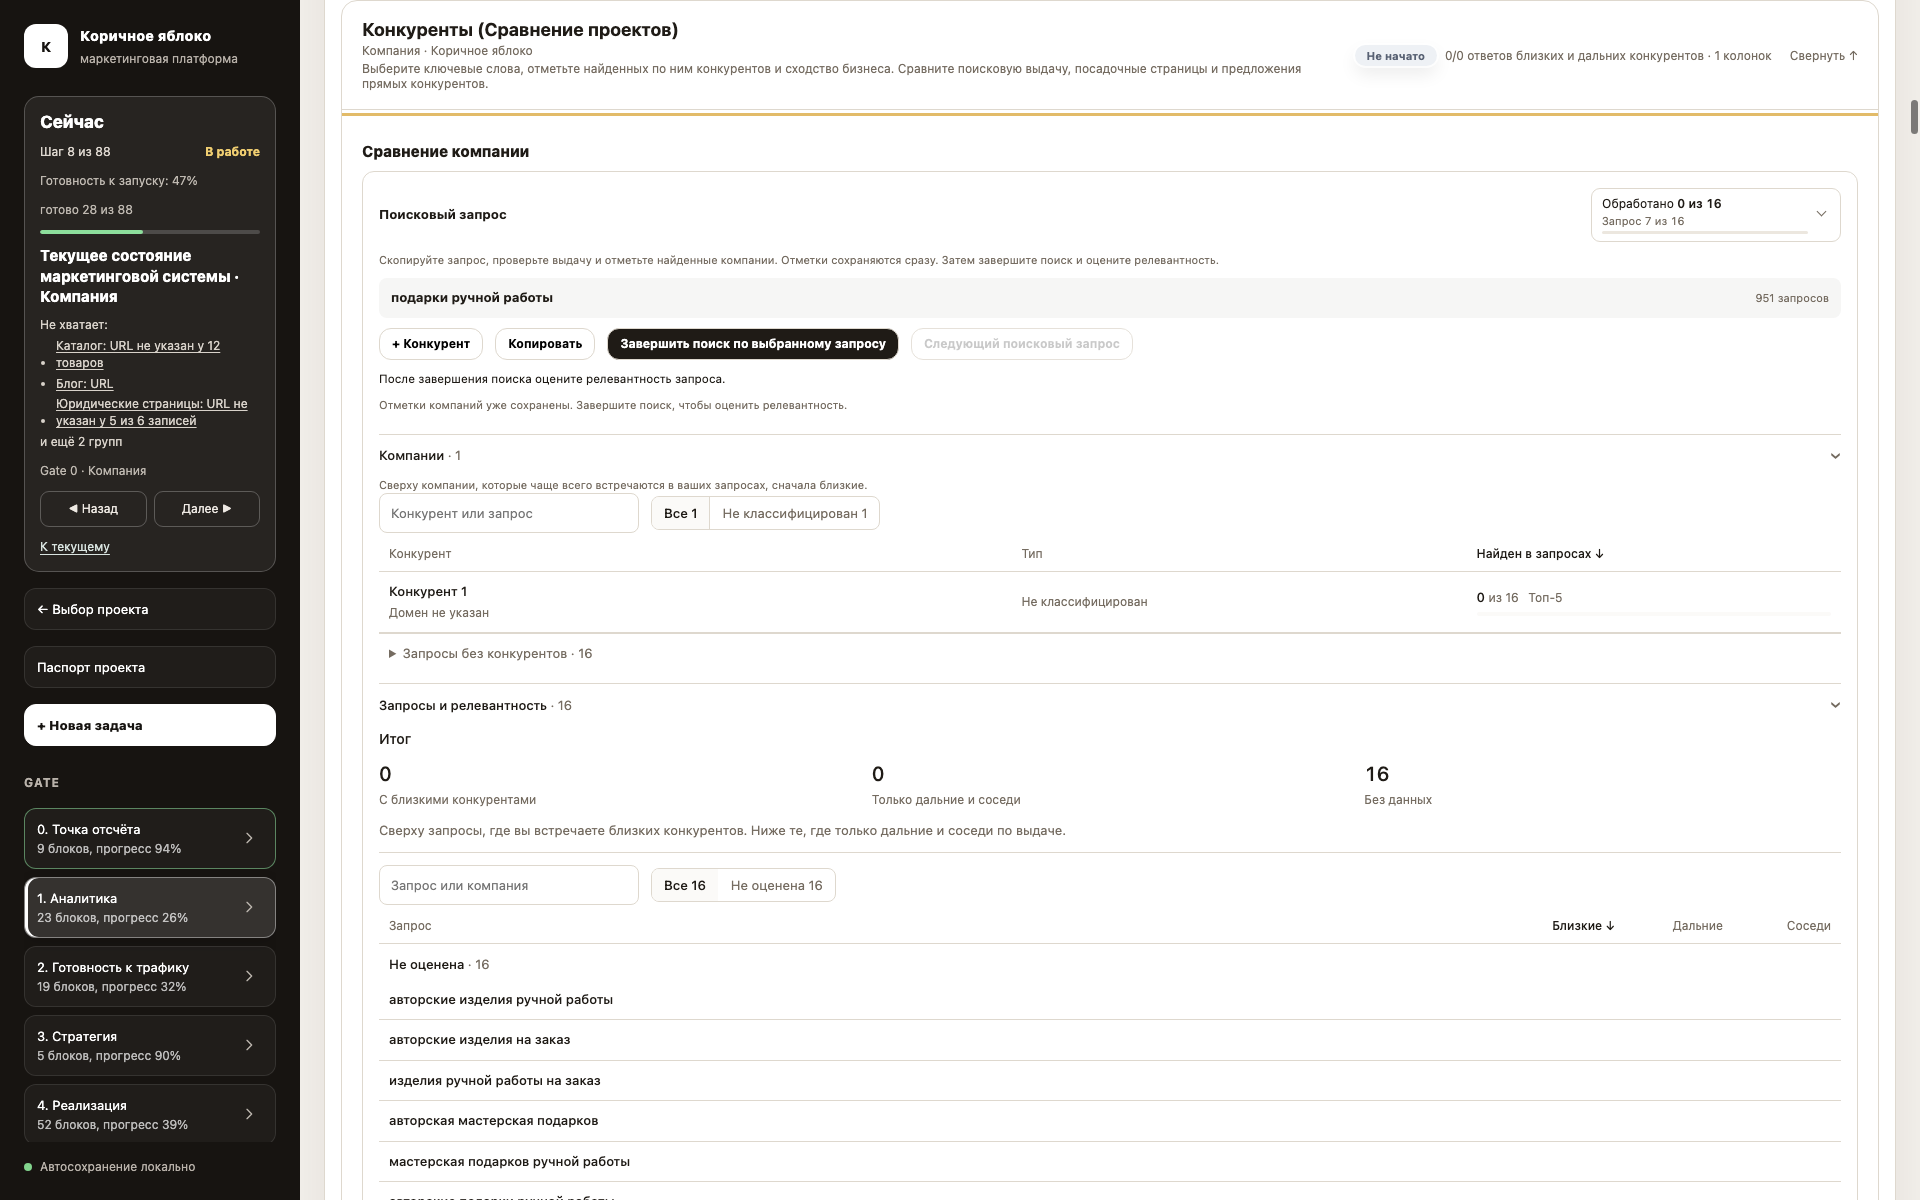 К
Коричное яблоко
маркетинговая платформа
Сейчас
Шаг 8 из 88
В работе
Готовность к запуску: 47%
готово 28 из 88
Текущее состояние
маркетинговой системы ·
Компания
Не хватает:
• Каталог: URL не указан у 12
товаров
• Блог: URL
• Юридические страницы: URL не
указан у 5 из 6 записей
и ещё 2 групп
Gate 0 · Компания
◀ Назад
Далее ▶
К текущему
← Выбор проекта
Паспорт проекта
+ Новая задача
GATE
0. Точка отсчёта
9 блоков, прогресс 94%
1. Аналитика
23 блоков, прогресс 26%
2. Готовность к трафику
19 блоков, прогресс 32%
3. Стратегия
5 блоков, прогресс 90%
4. Реализация
52 блоков, прогресс 39%
Автосохранение локально
Конкуренты (Сравнение проектов)
Компания · Коричное яблоко
Выберите ключевые слова, отметьте найденных по ним конкурентов и сходство бизнеса. Сравните поисковую выдачу, посадочные страницы и предложения
прямых конкурентов.
Не начато
0/0 ответов близких и дальних конкурентов · 1 колонок
Свернуть ↑
Сравнение компании
Поисковый запрос
Обработано 0 из 16
Запрос 7 из 16
Скопируйте запрос, проверьте выдачу и отметьте найденные компании. Отметки сохраняются сразу. Затем завершите поиск и оцените релевантность.
подарки ручной работы
951 запросов
+ Конкурент
Копировать
Завершить поиск по выбранному запросу
Следующий поисковый запрос
После завершения поиска оцените релевантность запроса.
Отметки компаний уже сохранены. Завершите поиск, чтобы оценить релевантность.
Компании · 1
Сверху компании, которые чаще всего встречаются в ваших запросах, сначала близкие.
Конкурент или запрос
Все 1
Не классифицирован 1
Конкурент
Тип
Найден в запросах ↓
Конкурент 1
Домен не указан
Не классифицирован
0 из 16 Топ-5
▶ Запросы без конкурентов · 16
Запросы и релевантность · 16
Итог
0
С близкими конкурентами
0
Только дальние и соседи
16
Без данных
Сверху запросы, где вы встречаете близких конкурентов. Ниже те, где только дальние и соседи по выдаче.
Запрос или компания
Все 16
Не оценена 16
Запрос
Близкие ↓
Дальние
Соседи
Не оценена · 16
авторские изделия ручной работы
авторские изделия на заказ
изделия ручной работы на заказ
авторская мастерская подарков
мастерская подарков ручной работы
авторские подарки ручной работы